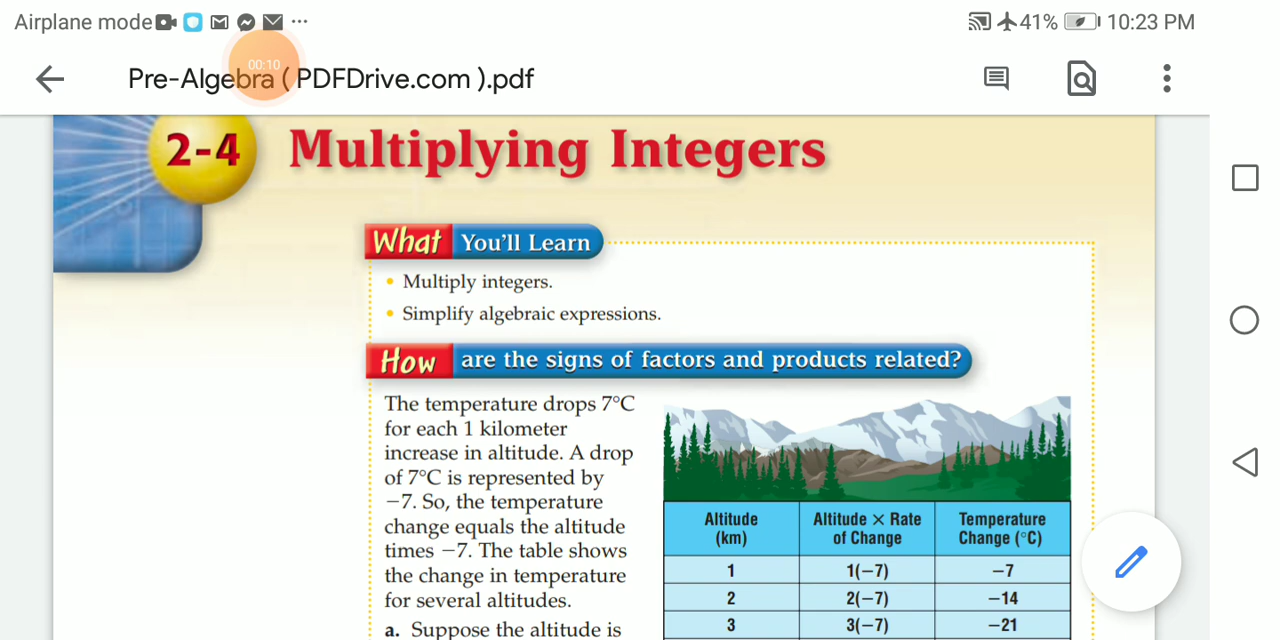 Airplane mode ... 41% 10:23 PM
00:10
Pre-Algebra ( PDFDrive.com ).pdf
2-4 Multiplying Integers
What You'll Learn
• Multiply integers.
• Simplify algebraic expressions.
How are the signs of factors and products related?
The temperature drops 7°C
for each 1 kilometer
increase in altitude. A drop
of 7°C is represented by
−7. So, the temperature
change equals the altitude
times −7. The table shows
the change in temperature
for several altitudes.
a. Suppose the altitude is
Altitude (km) Altitude × Rate of Change Temperature Change (°C)
1 1(−7) −7
2 2(−7) −14
3 3(−7) −21